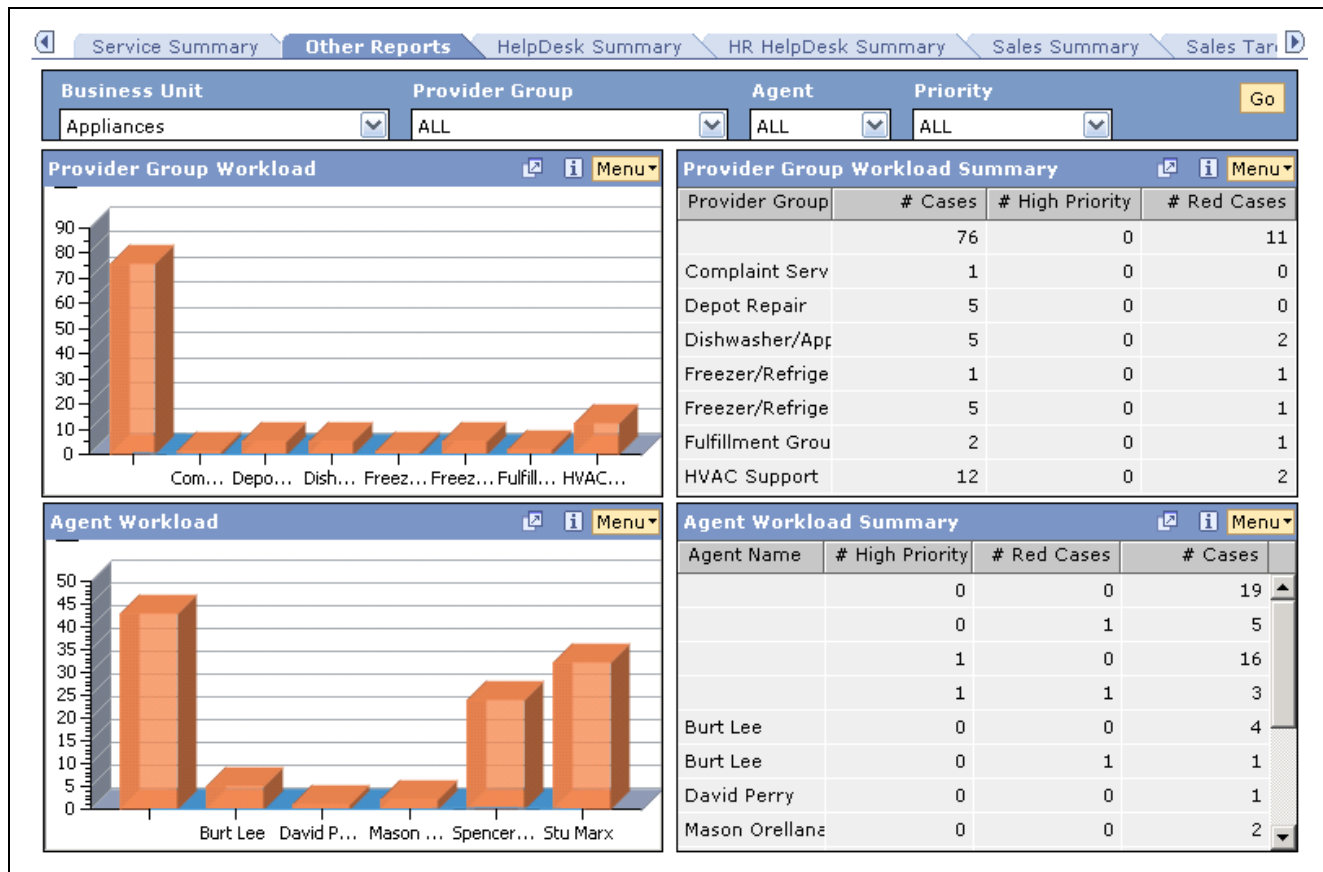 Service Summary Other Reports HelpDesk Summary HR HelpDesk Summary Sales Summary Sales Tar
Business Unit Provider Group Agent Priority
Go
Appliances ALL ALL ALL
Provider Group Workload Menu
90
80
70
60
50
40
30
20
10
0
Com... Depo... Dish... Freez... Freez... Fulfill... HVAC...
Provider Group Workload Summary Menu
Provider Group # Cases # High Priority # Red Cases
76 0 11
Complaint Serv 1 0 0
Depot Repair 5 0 0
Dishwasher/App 5 0 2
Freezer/Refrige 1 0 1
Freezer/Refrige 5 0 1
Fulfillment Grou 2 0 1
HVAC Support 12 0 2
Agent Workload Menu
50
45
40
35
30
25
20
15
10
5
0
Burt Lee David P... Mason ... Spencer... Stu Marx
Agent Workload Summary Menu
Agent Name # High Priority # Red Cases # Cases
0 0 19
0 1 5
1 0 16
1 1 3
Burt Lee 0 0 4
Burt Lee 0 1 1
David Perry 0 0 1
Mason Orellana 0 0 2